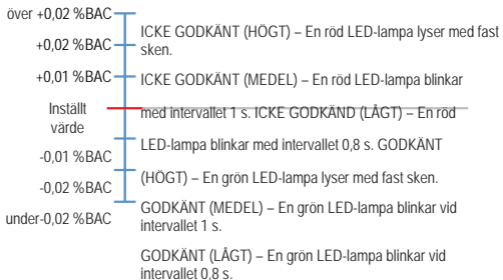 över +0,02 %BAC
+0,02 %BAC
+0,01 %BAC
Inställt
värde
-0,01 %BAC
-0,02 %BAC
under-0,02 %BAC
ICKE GODKÄNT (HÖGT) – En röd LED-lampa lyser med fast
sken.
ICKE GODKÄNT (MEDEL) – En röd LED-lampa blinkar
med intervallet 1 s. ICKE GODKÄND (LÅGT) – En röd
LED-lampa blinkar med intervallet 0,8 s. GODKÄNT
(HÖGT) – En grön LED-lampa lyser med fast sken.
GODKÄNT (MEDEL) – En grön LED-lampa blinkar vid
intervallet 1 s.
GODKÄNT (LÅGT) – En grön LED-lampa blinkar vid
intervallet 0,8 s.